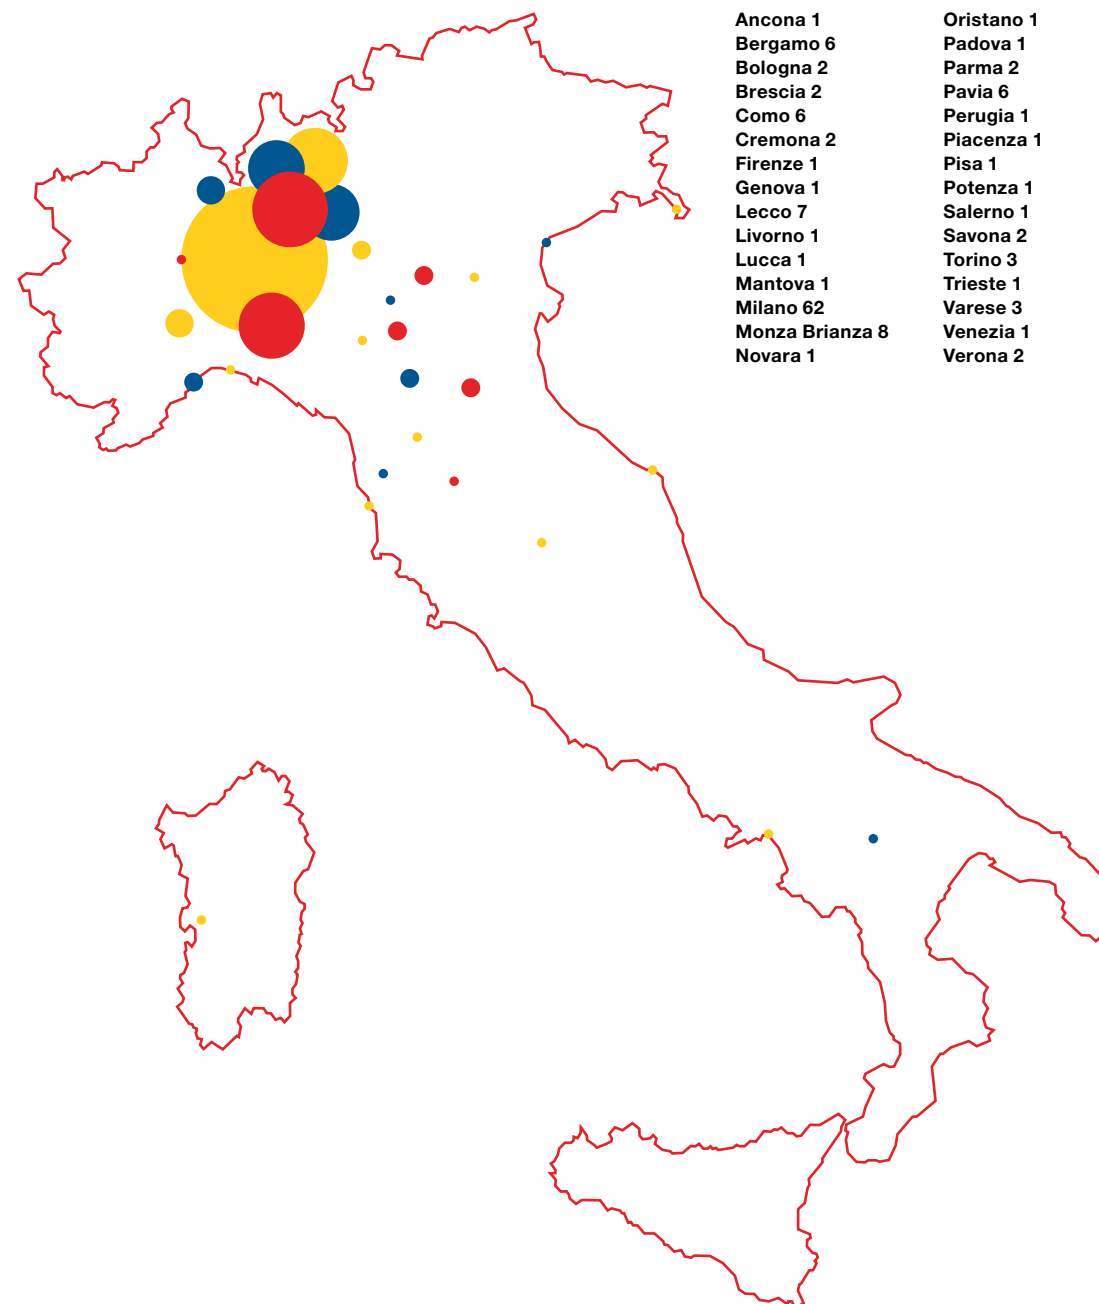 Ancona 1
Bergamo 6
Bologna 2
Brescia 2
Como 6
Cremona 2
Firenze 1
Genova 1
Lecco 7
Livorno 1
Lucca 1
Mantova 1
Milano 62
Monza Brianza 8
Novara 1
Oristano 1
Padova 1
Parma 2
Pavia 6
Perugia 1
Piacenza 1
Pisa 1
Potenza 1
Salerno 1
Savona 2
Torino 3
Trieste 1
Varese 3
Venezia 1
Verona 2